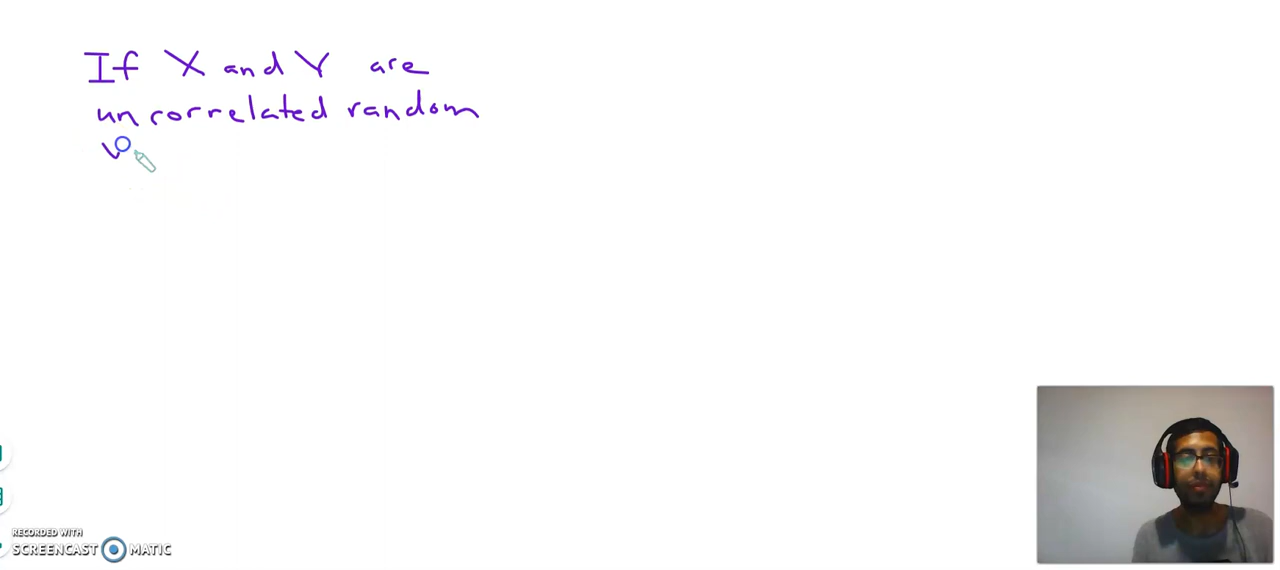 If X and Y are
uncorrelated random
v
RECORDED WITH
SCREENCAST MATIC